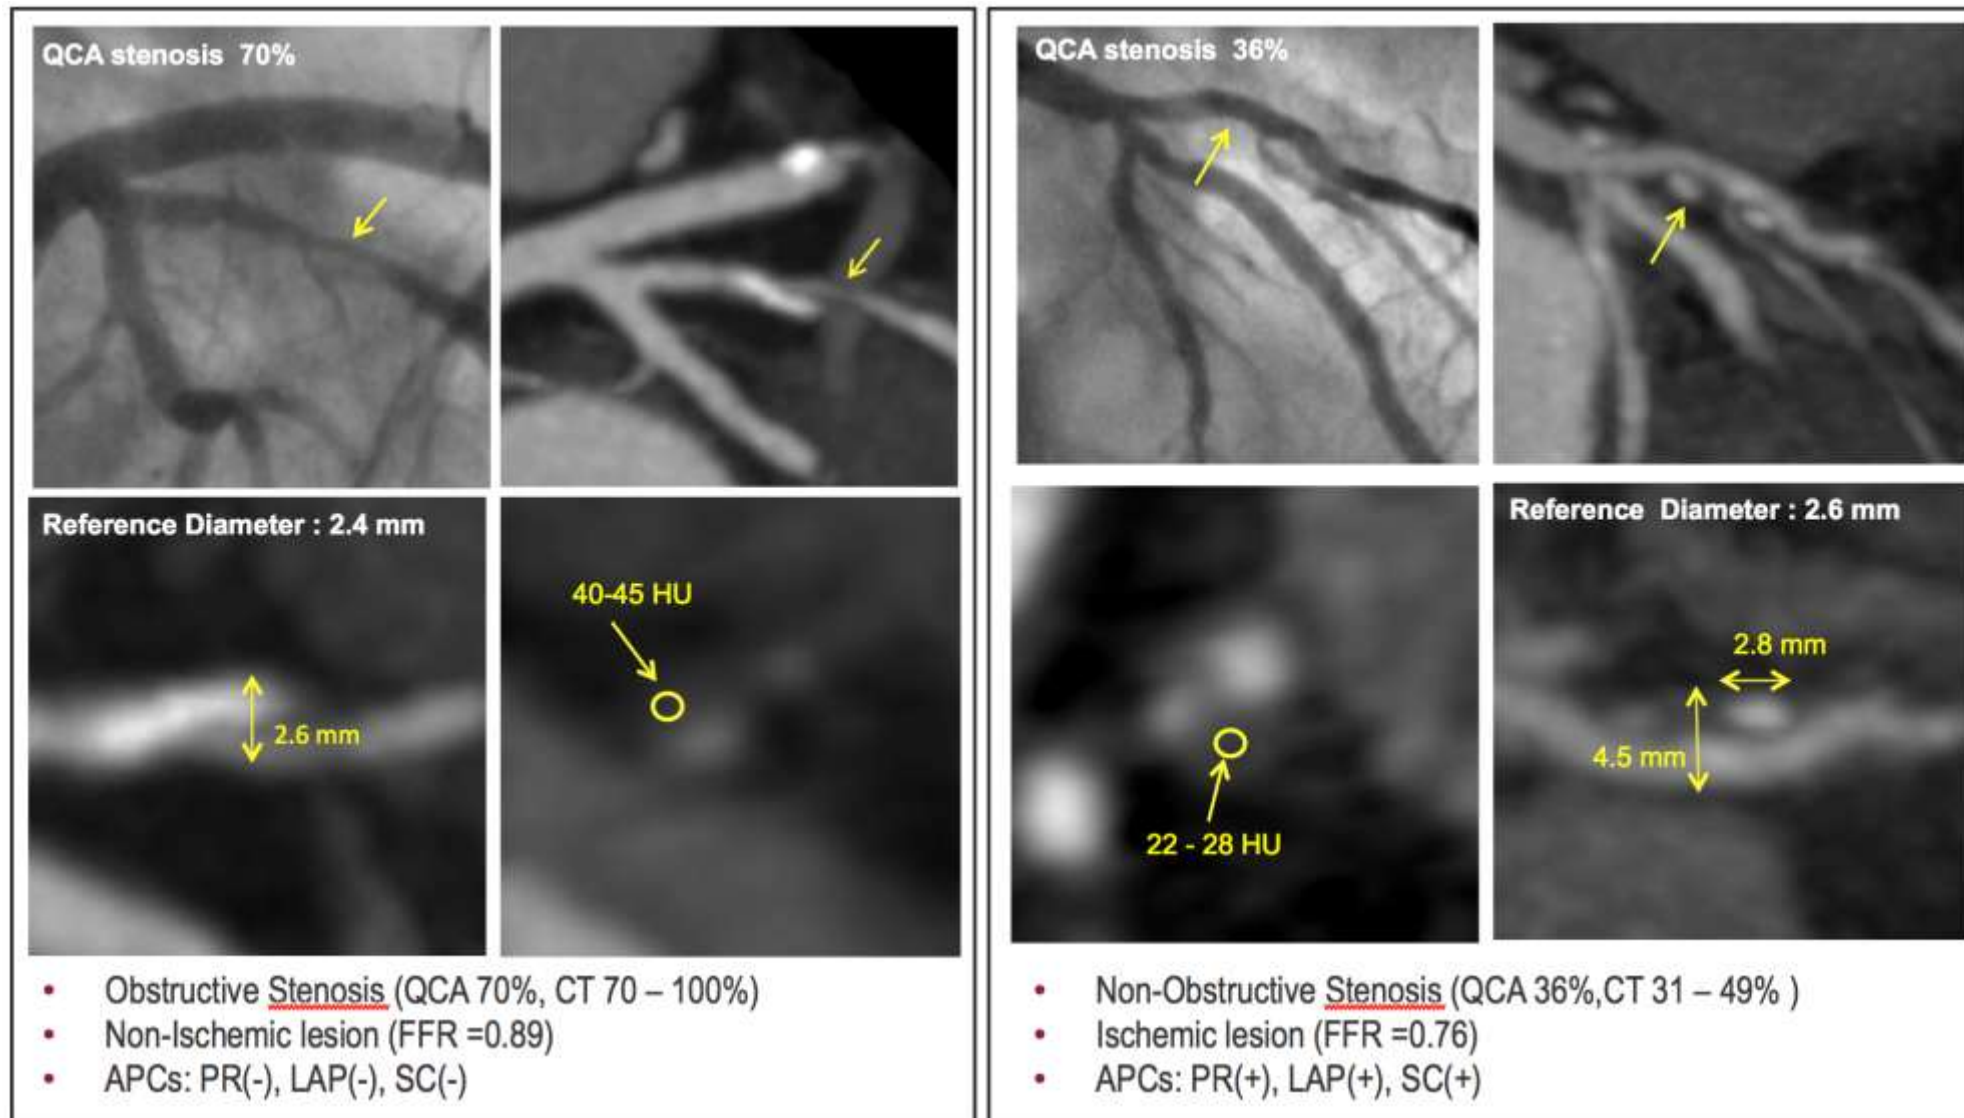 QCA stenosis 70%
Reference Diameter : 2.4 mm
2.6 mm
40-45 HU
• Obstructive Stenosis (QCA 70%, CT 70 – 100%)
• Non-Ischemic lesion (FFR =0.89)
• APCs: PR(-), LAP(-), SC(-)
QCA stenosis 36%
22 - 28 HU
Reference Diameter : 2.6 mm
2.8 mm
4.5 mm
• Non-Obstructive Stenosis (QCA 36%,CT 31 – 49% )
• Ischemic lesion (FFR =0.76)
• APCs: PR(+), LAP(+), SC(+)